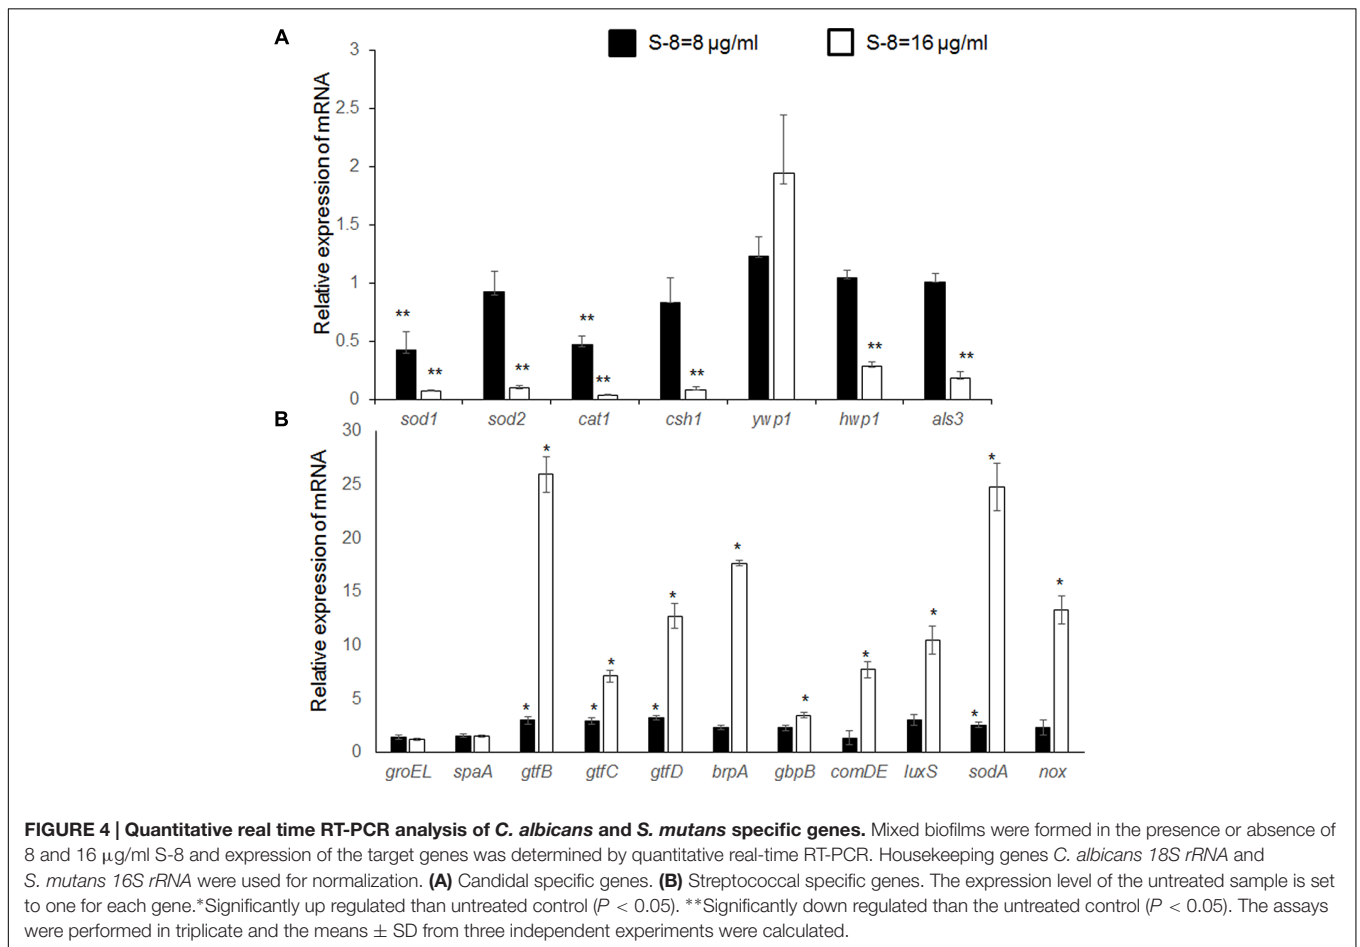 A
S-8=8 µg/ml
S-8=16 µg/ml
Relative expression of mRNA
3
2.5
2
1.5
1
0.5
0
** ** ** ** ** ** ** **
sod1 sod2 cat1 csh1 ywp1 hwp1 als3
B
Relative expression of mRNA
30
25
20
15
10
5
0
* * * * * * * * * * * * *
groEL spaA gtfB gtfC gtfD brpA gbpB comDE luxS sodA nox
FIGURE 4 | Quantitative real time RT-PCR analysis of C. albicans and S. mutans specific genes. Mixed biofilms were formed in the presence or absence of
8 and 16 µg/ml S-8 and expression of the target genes was determined by quantitative real-time RT-PCR. Housekeeping genes C. albicans 18S rRNA and
S. mutans 16S rRNA were used for normalization. (A) Candidal specific genes. (B) Streptococcal specific genes. The expression level of the untreated sample is set
to one for each gene.*Significantly up regulated than untreated control (P < 0.05). **Significantly down regulated than the untreated control (P < 0.05). The assays
were performed in triplicate and the means ± SD from three independent experiments were calculated.